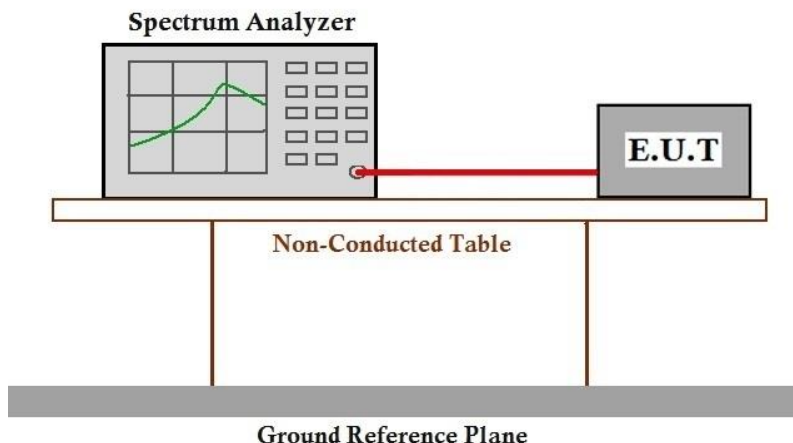 Spectrum Analyzer
E.U.T
Non-Conducted Table
Ground Reference Plane